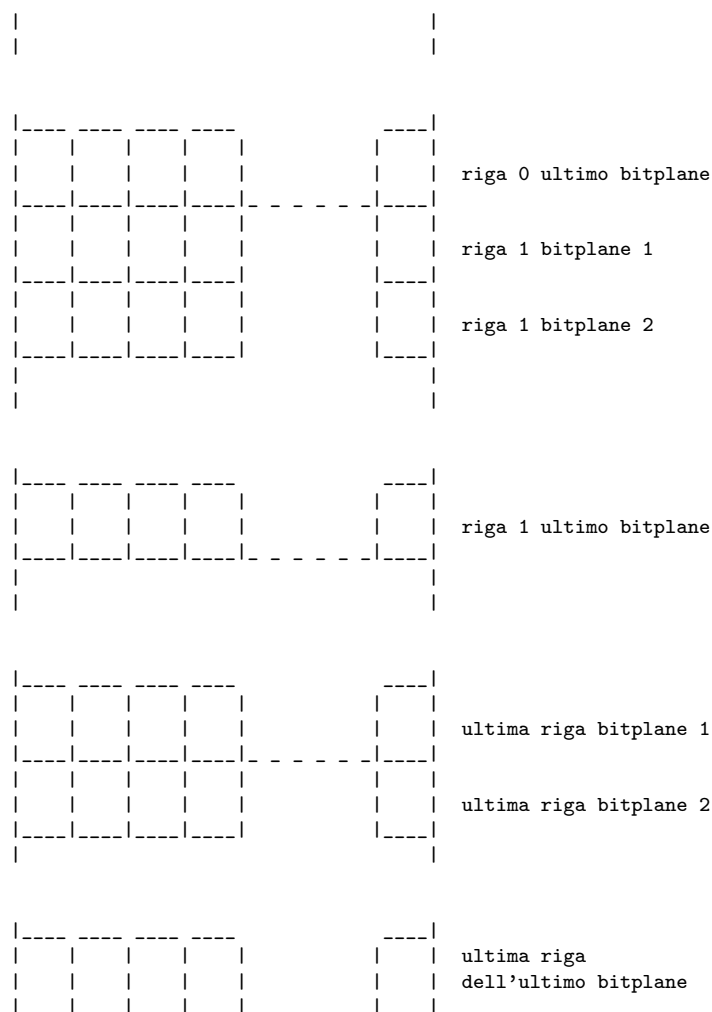 riga 0 ultimo bitplane
riga 1 bitplane 1
riga 1 bitplane 2
riga 1 ultimo bitplane
ultima riga bitplane 1
ultima riga bitplane 2
ultima riga
dell'ultimo bitplane